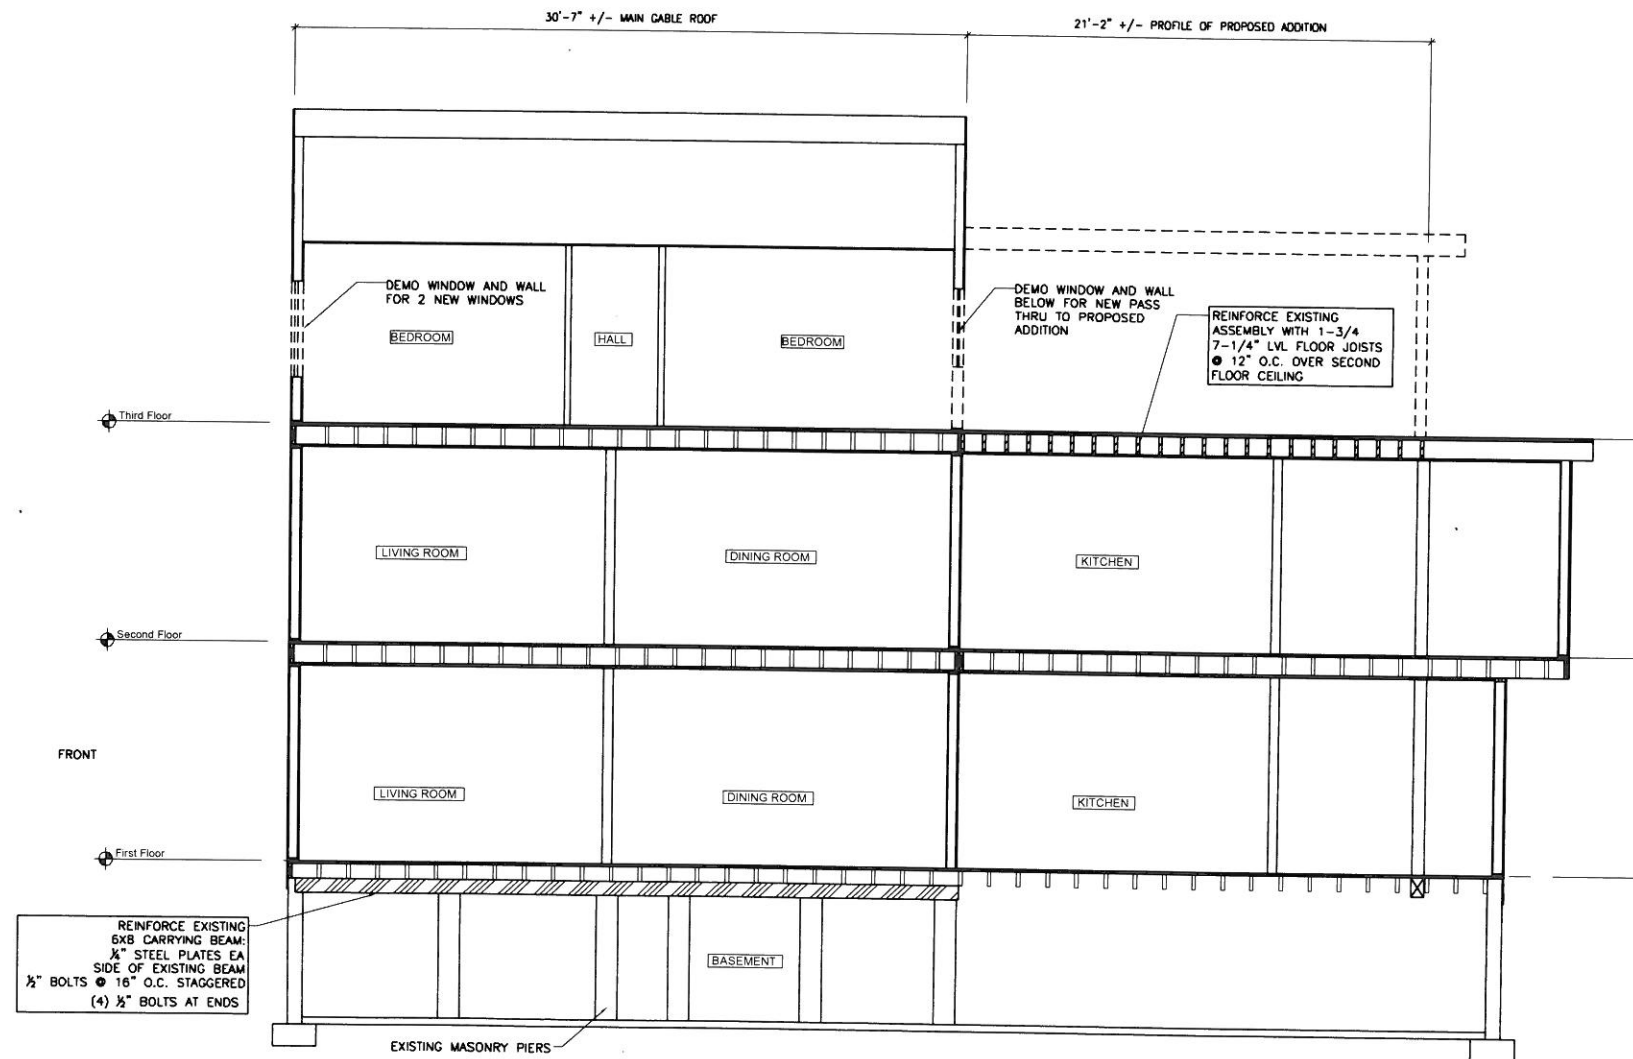 30'-7" +/- MAIN GABLE ROOF
21'-2" +/- PROFILE OF PROPOSED ADDITION
DEMO WINDOW AND WALL
FOR 2 NEW WINDOWS
DEMO WINDOW AND WALL
BELOW FOR NEW PASS
THRU TO PROPOSED
ADDITION
REINFORCE EXISTING
ASSEMBLY WITH 1-3/4
7-1/4" LVL FLOOR JOISTS
@ 12" O.C. OVER SECOND
FLOOR CEILING
BEDROOM
HALL
BEDROOM
Third Floor
LIVING ROOM
DINING ROOM
KITCHEN
Second Floor
FRONT
LIVING ROOM
DINING ROOM
KITCHEN
First Floor
REINFORCE EXISTING
6X8 CARRYING BEAM:
¼" STEEL PLATES EA
SIDE OF EXISTING BEAM
½" BOLTS @ 16" O.C. STAGGERED
(4) ½" BOLTS AT ENDS
BASEMENT
EXISTING MASONRY PIERS